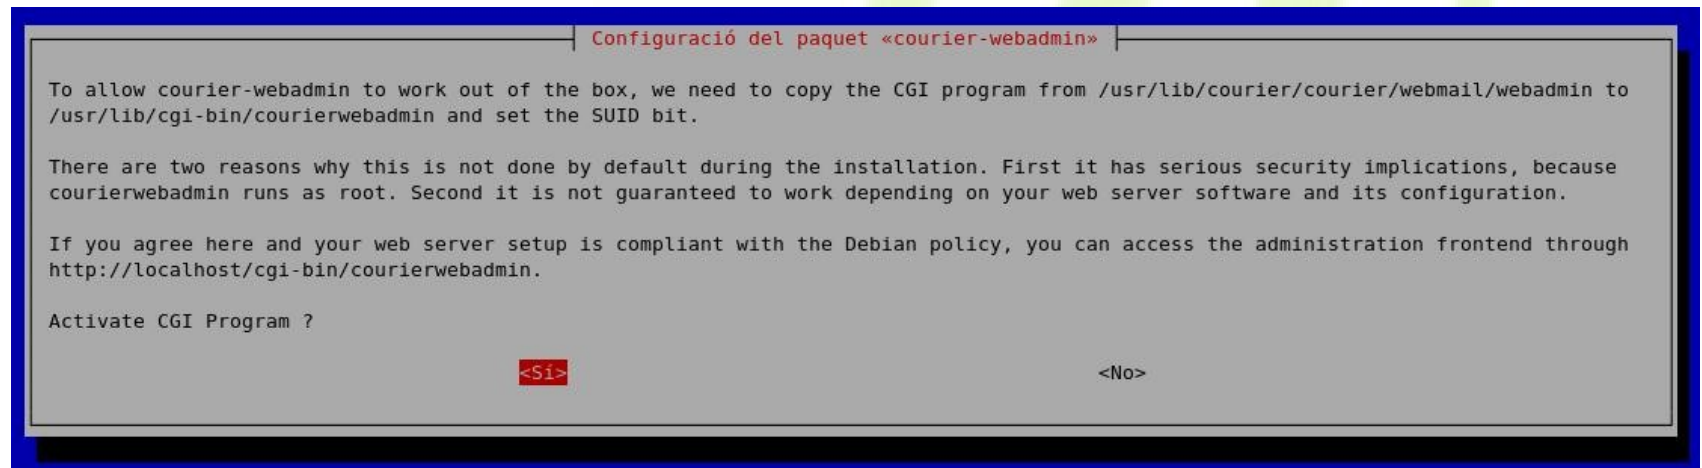 Configuració del paquet «courier-webadmin»
To allow courier-webadmin to work out of the box, we need to copy the CGI program from /usr/lib/courier/courier/webmail/webadmin to
/usr/lib/cgi-bin/courierwebadmin and set the SUID bit.
There are two reasons why this is not done by default during the installation. First it has serious security implications, because
courierwebadmin runs as root. Second it is not guaranteed to work depending on your web server software and its configuration.
If you agree here and your web server setup is compliant with the Debian policy, you can access the administration frontend through
http://localhost/cgi-bin/courierwebadmin.
Activate CGI Program ?
<Sí> <No>